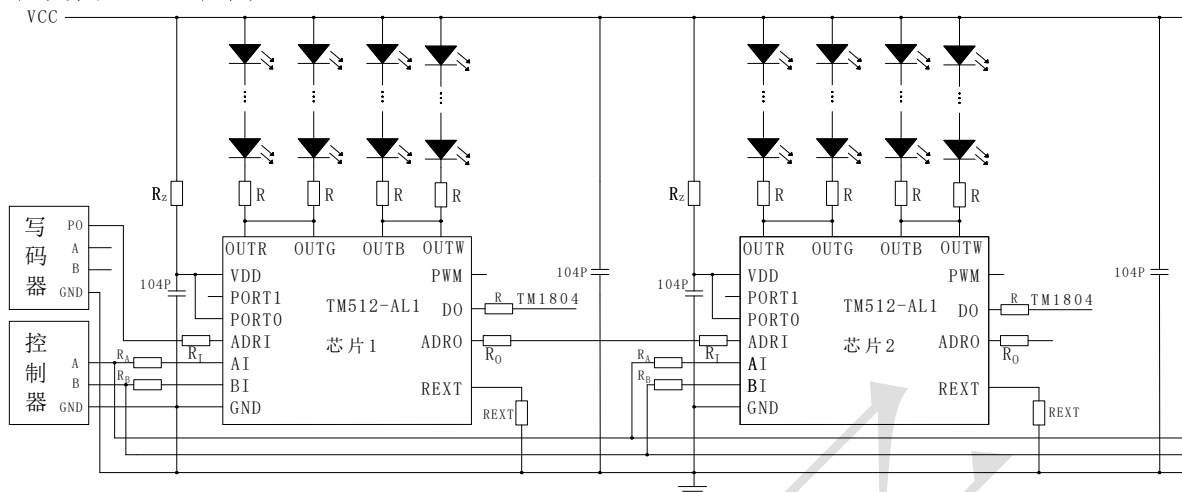 VCC
Rz
R
R
R
R
Rz
R
R
R
R
写码器
PO
A
B
GND
控制器
A
B
GND
OUTR OUTG OUTB OUTW
VDD
PORT1
PORT0
ADRI
AI
BI
GND
TM512-AL1
芯片1
PWM
DO
ADRO
REXT
104P
104P
R TM1804
RI
RA
RB
RO
REXT
OUTR OUTG OUTB OUTW
VDD
PORT1
PORT0
ADRI
AI
BI
GND
TM512-AL1
芯片2
PWM
DO
ADRO
REXT
104P
104P
R TM1804
RI
RA
RB
RO
REXT